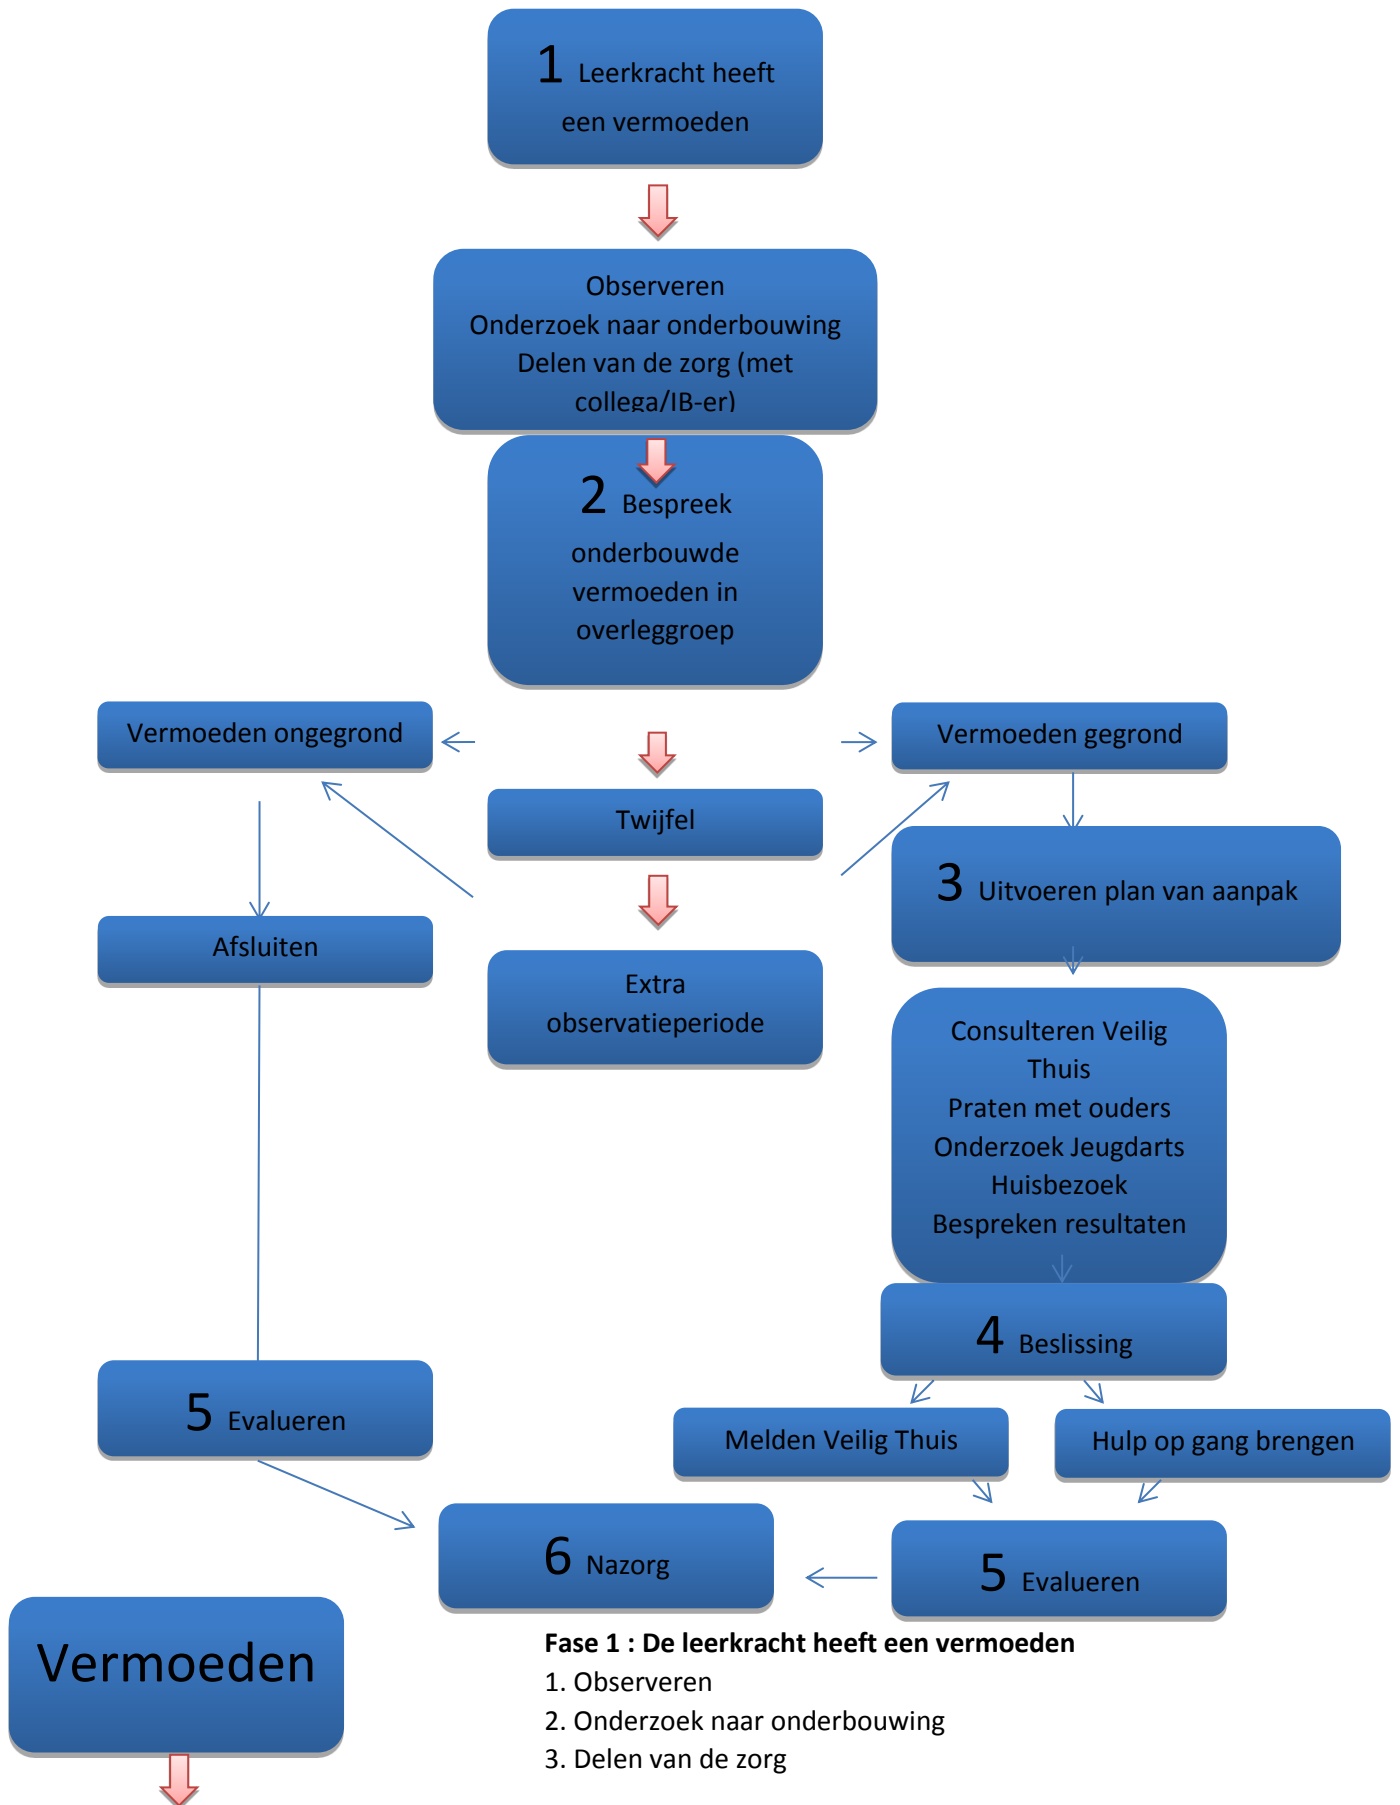 1 Leerkracht heeft
een vermoeden
Observeren
Onderzoek naar onderbouwing
Delen van de zorg (met
collega/IB-er)
2 Bespreek
onderbouwde
vermoeden in
overleggroep
Vermoeden ongegrond
Vermoeden gegrond
Twijfel
3 Uitvoeren plan van aanpak
Afsluiten
Extra
observatieperiode
Consulteren Veilig
Thuis
Praten met ouders
Onderzoek Jeugdarts
Huisbezoek
Bespreken resultaten
4 Beslissing
5 Evalueren
Melden Veilig Thuis
Hulp op gang brengen
6 Nazorg
5 Evalueren
Vermoeden
Fase 1 : De leerkracht heeft een vermoeden
1. Observeren
2. Onderzoek naar onderbouwing
3. Delen van de zorg